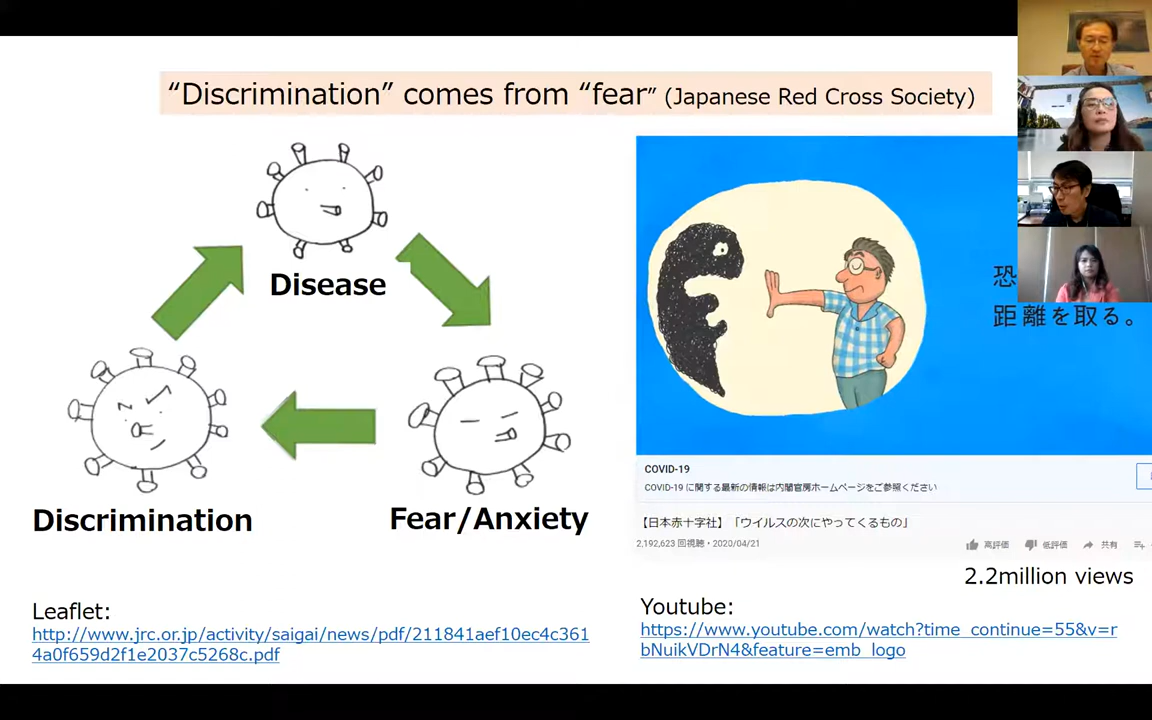 “Discrimination” comes from “fear” (Japanese Red Cross Society)
Disease
Discrimination
Fear/Anxiety
恐
距離を取る。
COVID-19
COVID-19 に関する最新の情報は内閣官房ホームページをご参照ください
【日本赤十字社】「ウイルスの次にやってくるもの」
2,192,623 回視聴・2020/04/21
高評価 低評価 共有
2.2million views
Leaflet:
http://www.jrc.or.jp/activity/saigai/news/pdf/211841aef10ec4c361
4a0f659d2f1e2037c5268c.pdf
Youtube:
https://www.youtube.com/watch?time_continue=55&v=r
bNuikVDrN4&feature=emb_logo